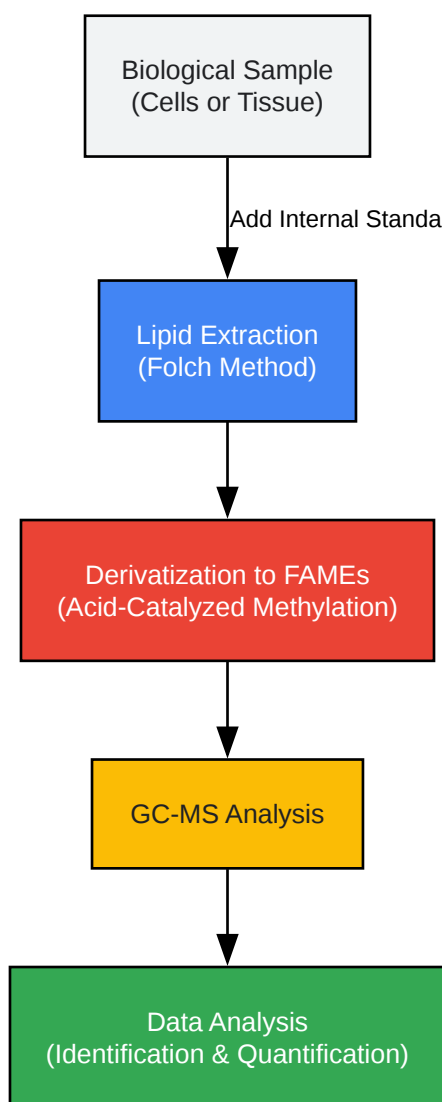 Biological Sample
(Cells or Tissue)
Add Internal Standa
Lipid Extraction
(Folch Method)
Derivatization to FAMEs
(Acid-Catalyzed Methylation)
GC-MS Analysis
Data Analysis
(Identification & Quantification)